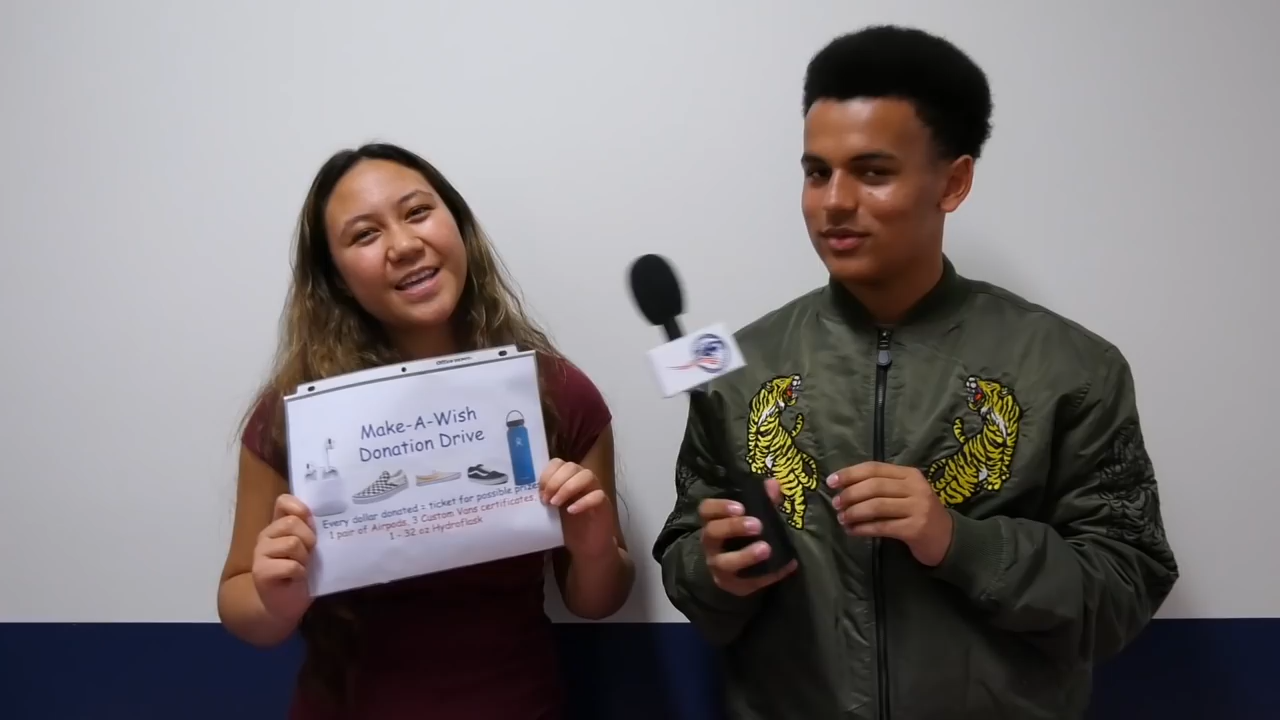 Make-A-Wish
Donation Drive
Every dollar donated = ticket for possible prizes
1 pair of Airpods, 3 Custom Vans certificates,
1 - 32 oz Hydroflask